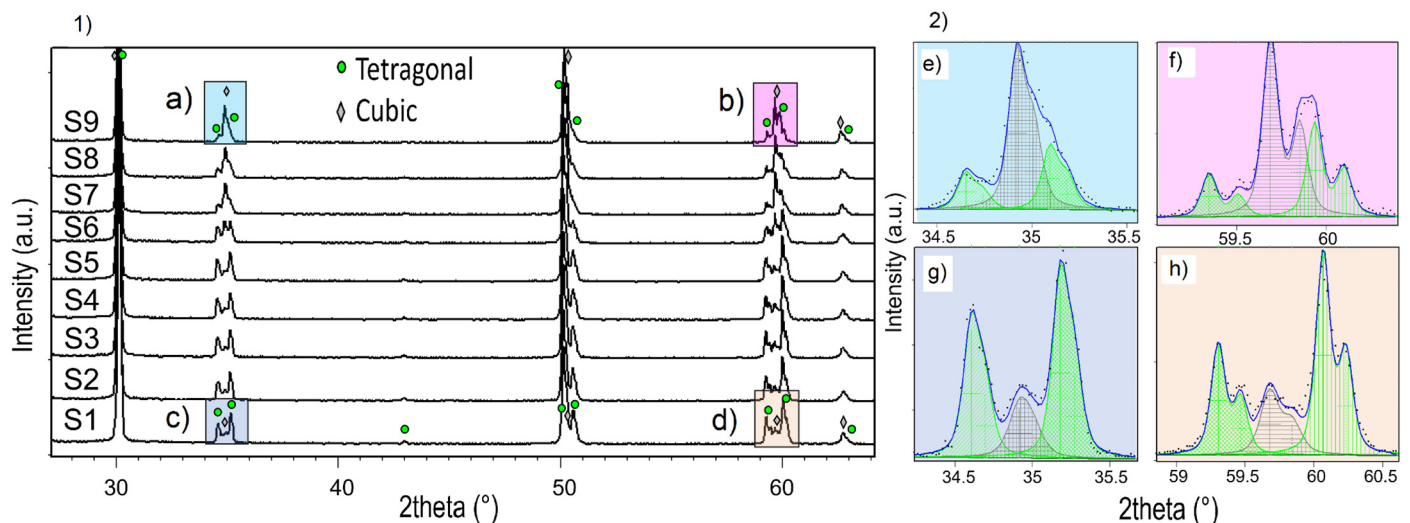 1)
Intensity (a.u.)
Tetragonal
Cubic
a)
b)
S9
S8
S7
S6
S5
S4
S3
S2
S1
c)
d)
30 40 50 60
2theta (°)
2)
Intensity (a.u.)
e)
34.5 35 35.5
f)
59.5 60
g)
34.5 35 35.5
h)
59 59.5 60 60.5
2theta (°)